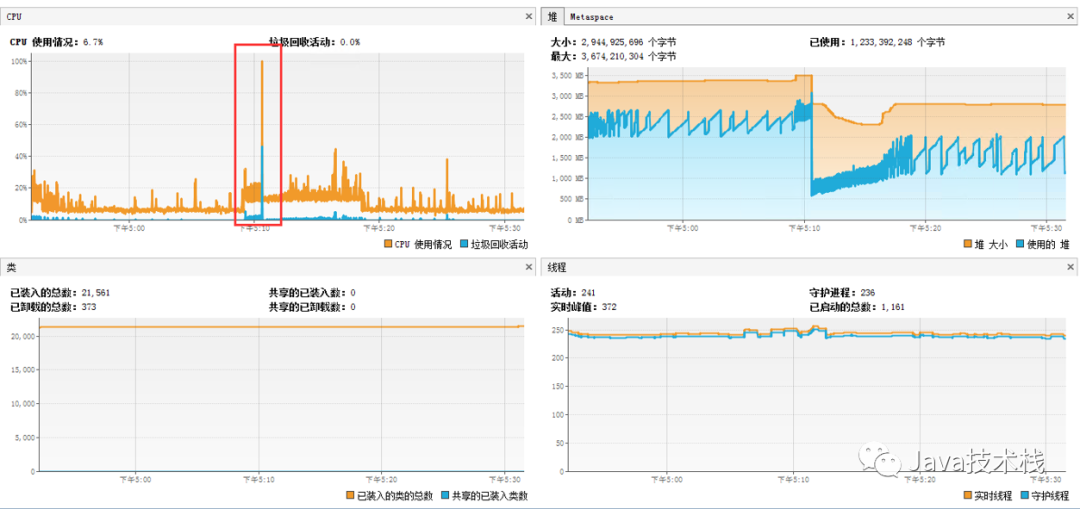 CPU
CPU 使用情况: 6.7%
垃圾回收活动: 0.0%
100%
80%
60%
40%
20%
0%
下午5:00
下午5:10
下午5:20
下午5:30
CPU 使用情况
垃圾回收活动
堆
Metaspace
大小: 2,944,925,696 个字节
已使用: 1,233,392,248 个字节
最大: 3,674,210,304 个字节
3,500 MB
3,000 MB
2,500 MB
2,000 MB
1,500 MB
1,000 MB
500 MB
0 MB
下午5:00
下午5:10
下午5:20
下午5:30
堆 大小
使用的 堆
类
已装入的总数: 21,561
共享的已装入数: 0
已卸载的总数: 373
共享的已卸载数: 0
20,000
15,000
10,000
5,000
0
下午5:00
下午5:10
下午5:20
下午5:30
已装入的类的总数
共享的已装入类数
线程
活动: 241
守护进程: 236
实时峰值: 372
已启动的总数: 1,161
250
200
150
100
50
0
下午5:00
下午5:10
下午5:20
下午5:30
实时线程
守护线程
Java技术栈